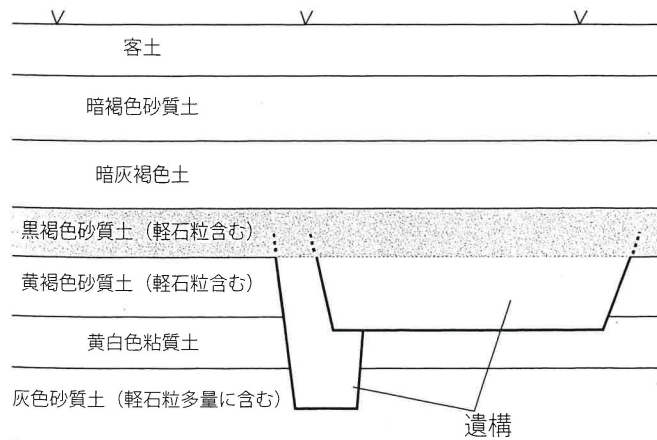 客土
暗褐色砂質土
暗灰褐色土
黒褐色砂質土（軽石粒含む）
黄褐色砂質土（軽石粒含む）
黄白色粘質土
灰色砂質土（軽石粒多量に含む）
遺構